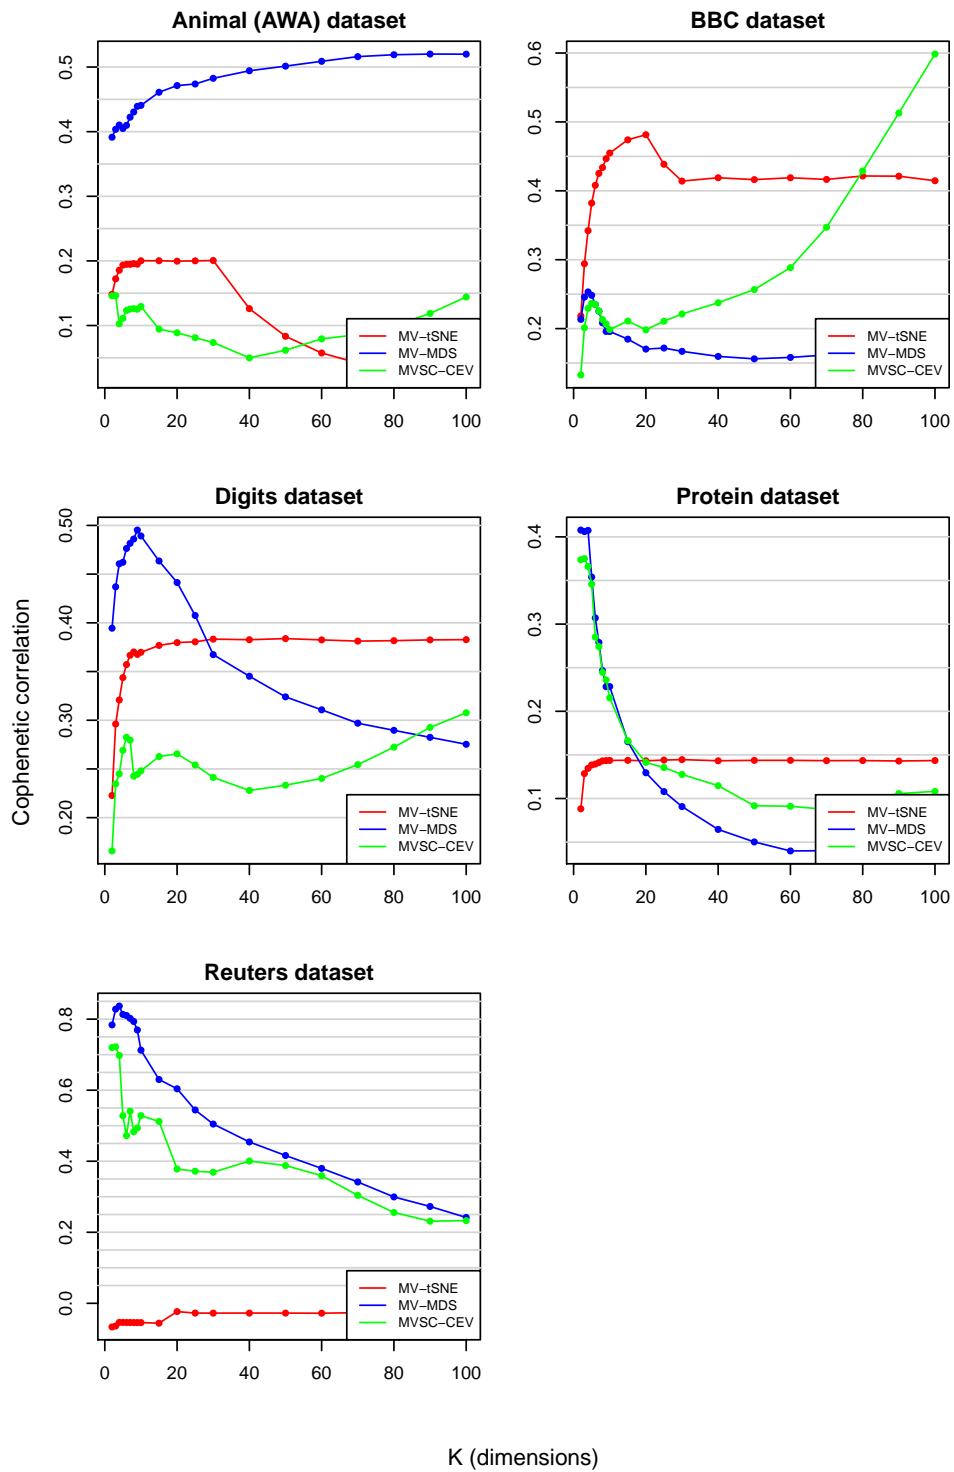 Animal (AWA) dataset
0.5
0.4
0.3
0.2
0.1
0 20 40 60 80 100
MV−tSNE
MV−MDS
MVSC−CEV
BBC dataset
0.6
0.5
0.4
0.3
0.2
0 20 40 60 80 100
MV−tSNE
MV−MDS
MVSC−CEV
Digits dataset
0.50
0.40
0.30
0.20
0 20 40 60 80 100
MV−tSNE
MV−MDS
MVSC−CEV
Protein dataset
0.4
0.3
0.2
0.1
0 20 40 60 80 100
MV−tSNE
MV−MDS
MVSC−CEV
Reuters dataset
0.8
0.6
0.4
0.2
0.0
0 20 40 60 80 100
MV−tSNE
MV−MDS
MVSC−CEV
Cophenetic correlation
K (dimensions)